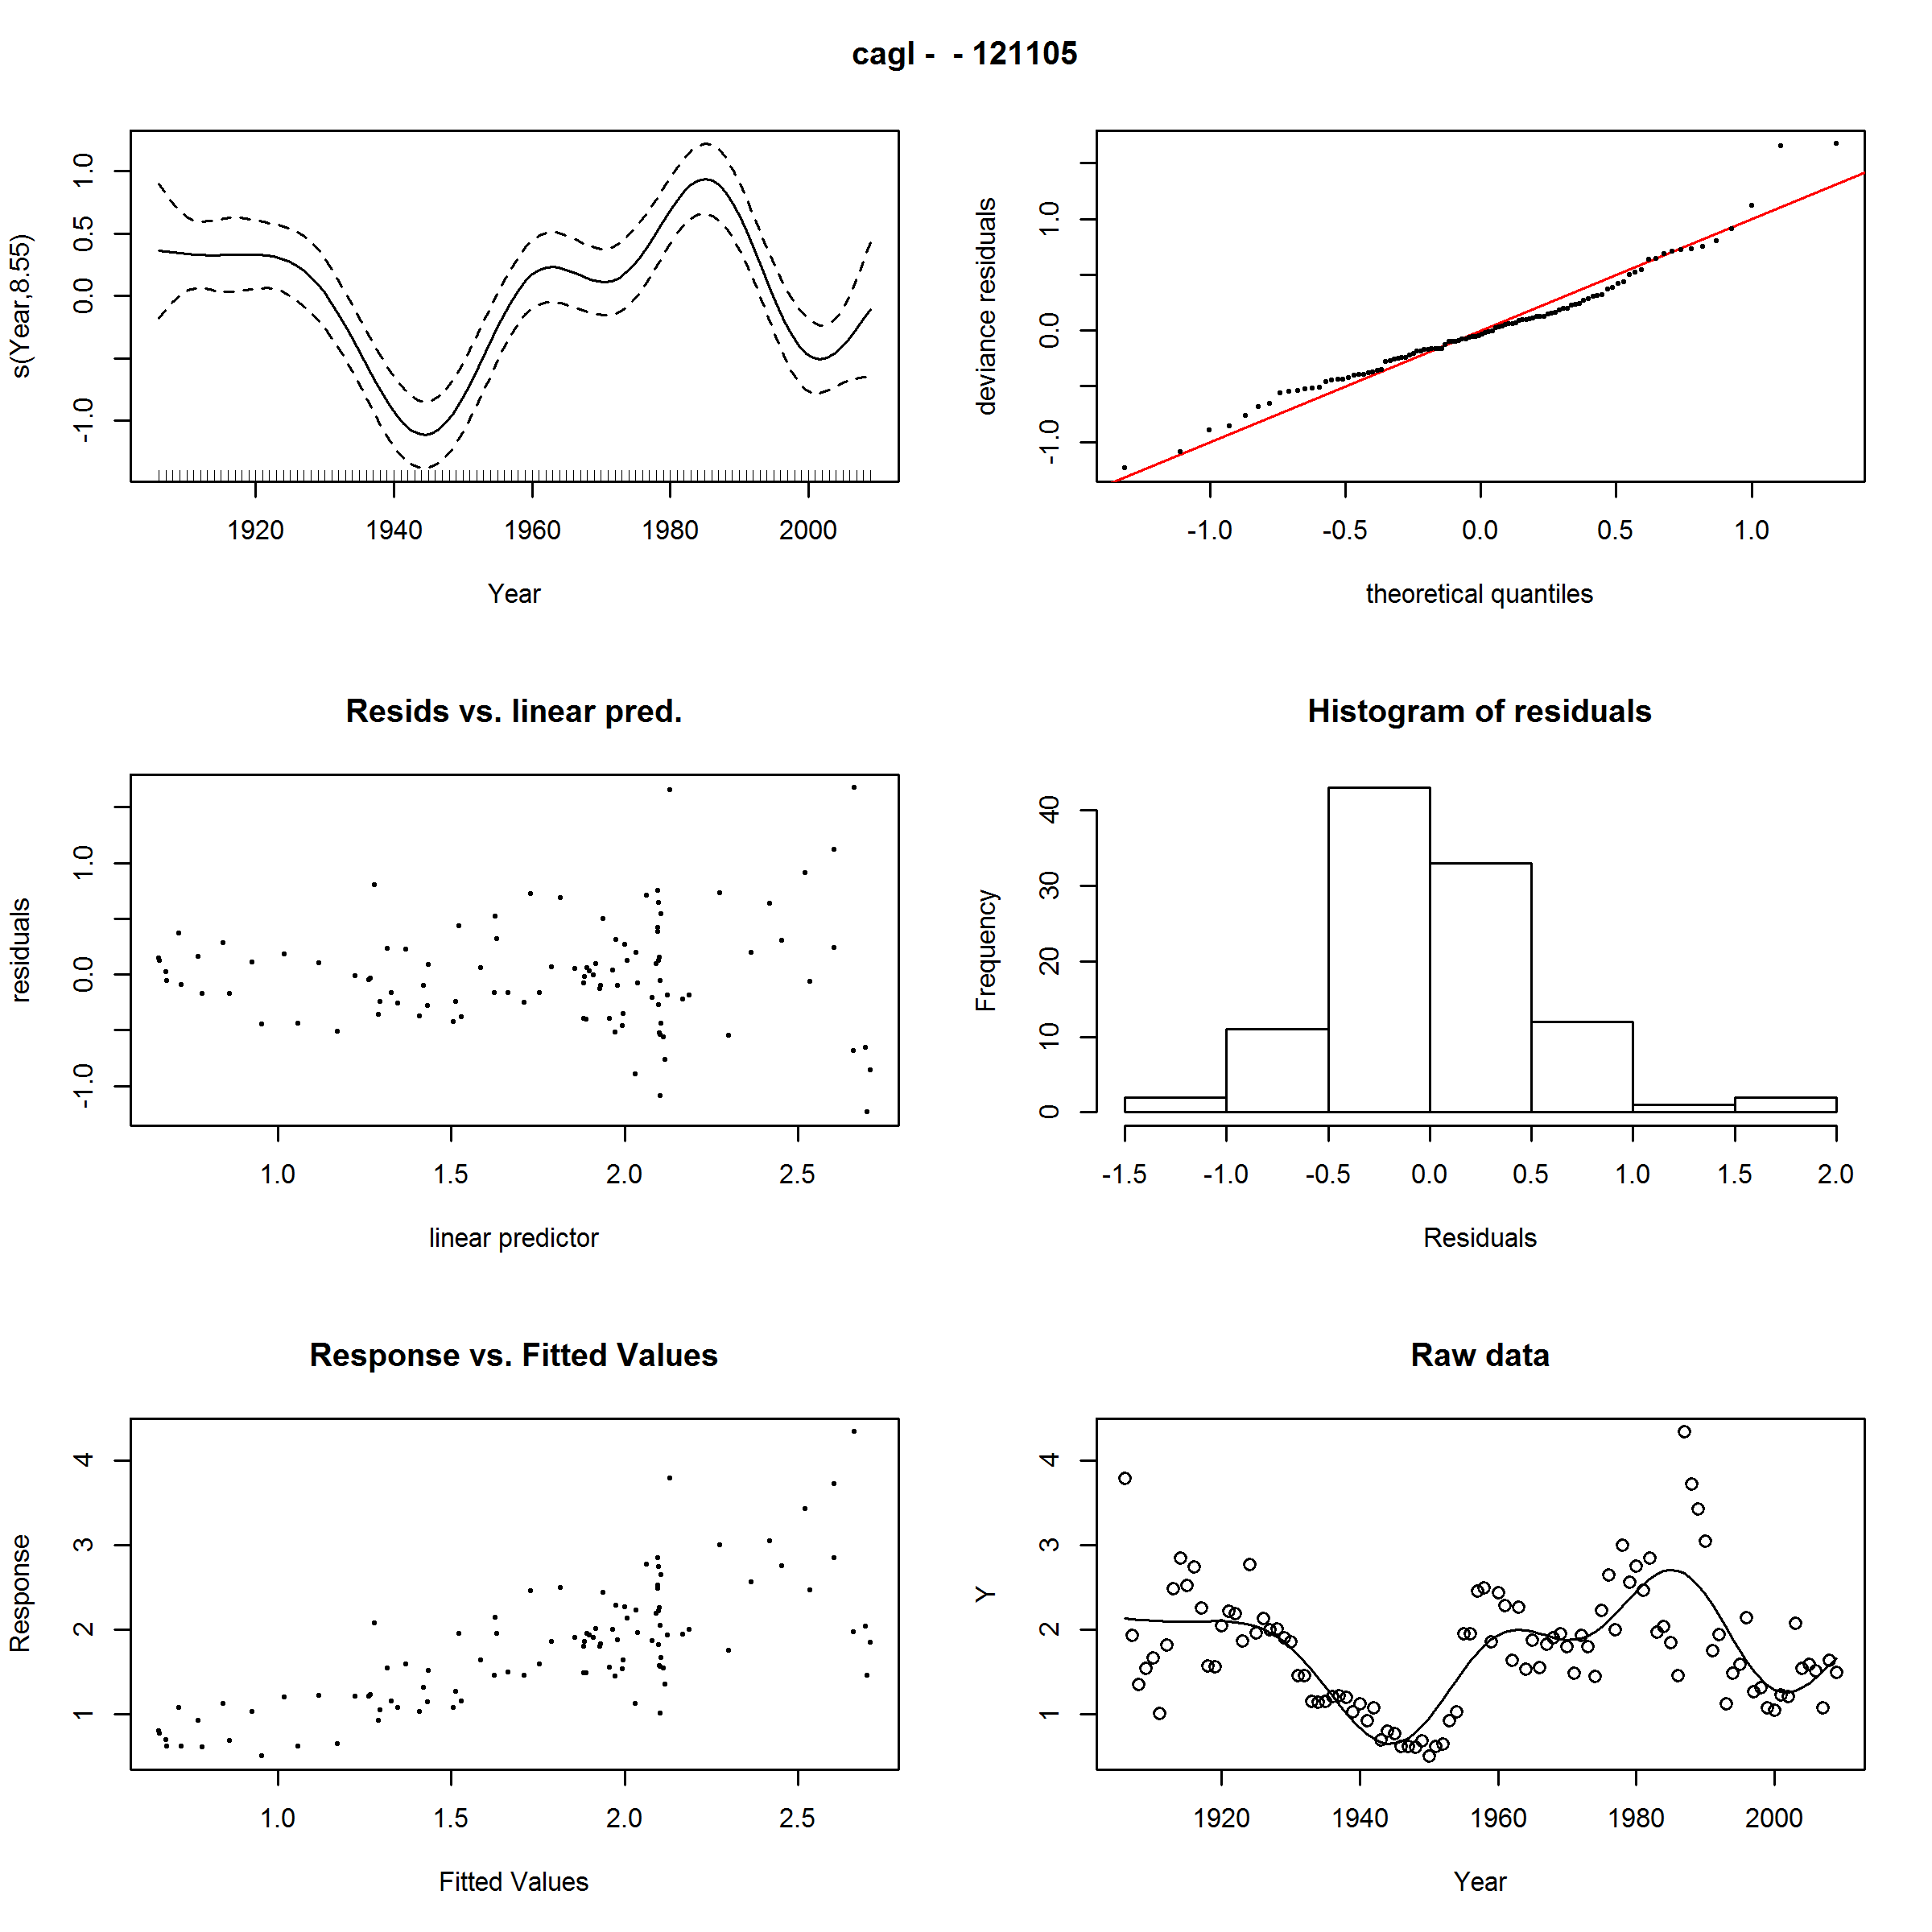 cagl -  - 121105
s(Year,8.55)
1.0
0.5
0.0
-1.0
1920 1940 1960 1980 2000
Year
deviance residuals
1.0
0.0
-1.0
-1.0 -0.5 0.0 0.5 1.0
theoretical quantiles
Resids vs. linear pred.
residuals
1.0
0.0
-1.0
1.0 1.5 2.0 2.5
linear predictor
Histogram of residuals
Frequency
40
30
20
10
0
-1.5 -1.0 -0.5 0.0 0.5 1.0 1.5 2.0
Residuals
Response vs. Fitted Values
Response
4
3
2
1
1.0 1.5 2.0 2.5
Fitted Values
Raw data
Y
4
3
2
1
1920 1940 1960 1980 2000
Year